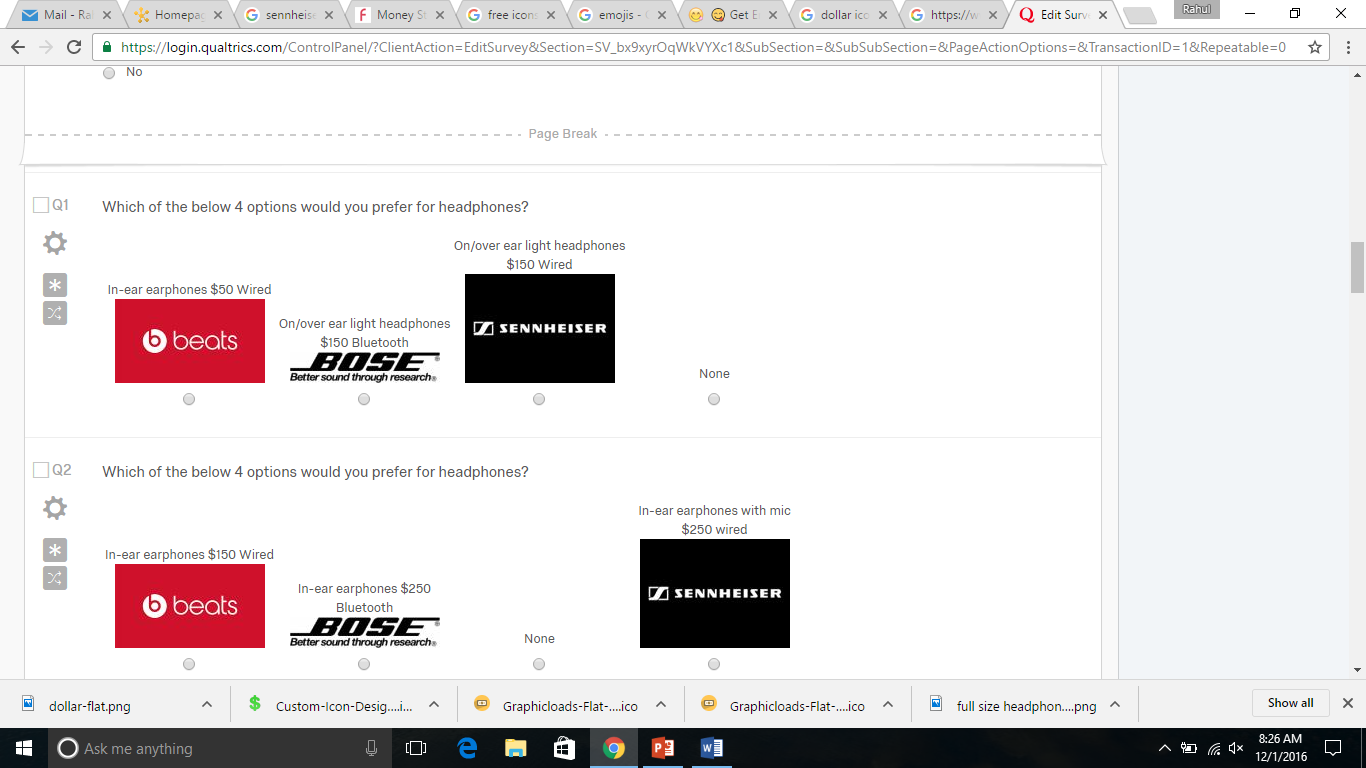 Mail - Ra
Homepag
sennheise
Money St
free icons
emojis - G
Get E
dollar ico
https://w
Edit Surve
Rahul
https://login.qualtrics.com/ControlPanel/?ClientAction=EditSurvey&Section=SV_bx9xyrOqWkVYXc1&SubSection=&SubSubSection=&PageActionOptions=&TransactionID=1&Repeatable=0
No
Page Break
Q1
Which of the below 4 options would you prefer for headphones?
In-ear earphones $50 Wired
beats
On/over ear light headphones
$150 Bluetooth
BOSE
Better sound through research®
On/over ear light headphones
$150 Wired
SENNHEISER
None
Q2
Which of the below 4 options would you prefer for headphones?
In-ear earphones $150 Wired
beats
In-ear earphones $250
Bluetooth
BOSE
Better sound through research®
None
In-ear earphones with mic
$250 wired
SENNHEISER
dollar-flat.png
Custom-Icon-Desig....i...
Graphicloads-Flat-....ico
Graphicloads-Flat-....ico
full size headphon....png
Show all
Ask me anything
8:26 AM
12/1/2016